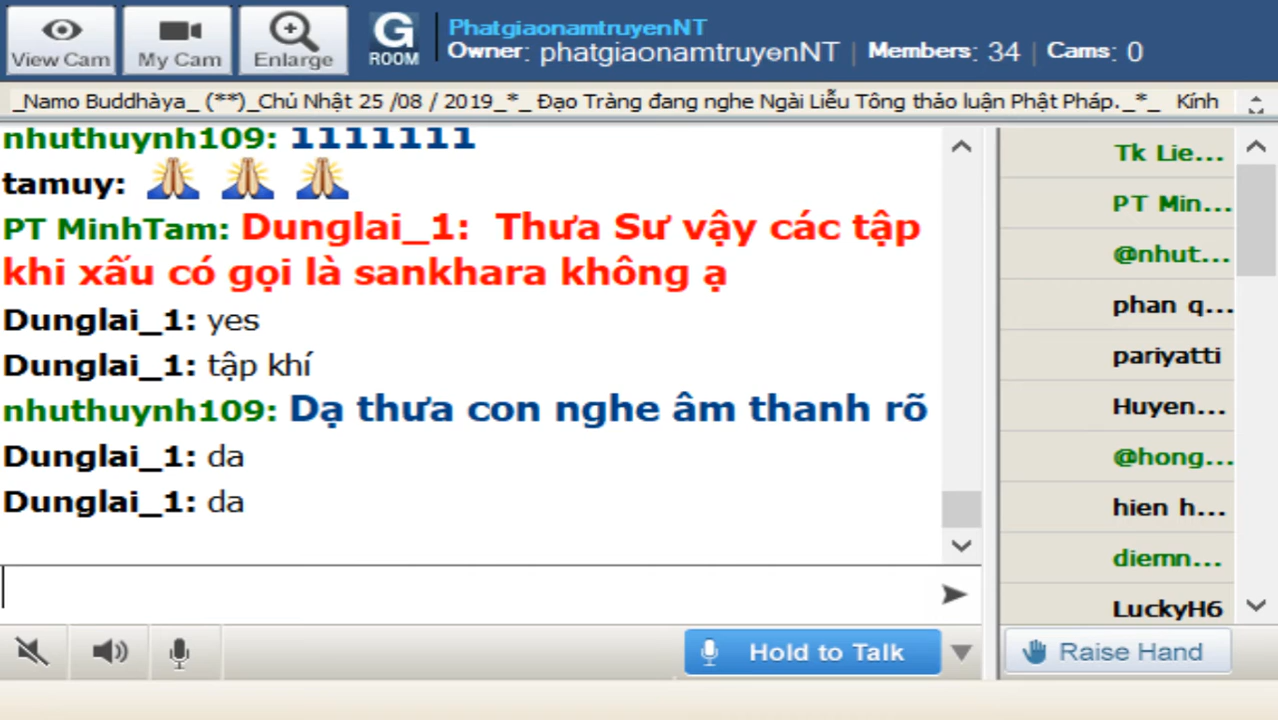 View Cam
My Cam
Enlarge
G
ROOM
PhatgiaonamtruyenNT
Owner: phatgiaonamtruyenNT | Members: 34 | Cams: 0
_Namo Buddhàya_ (**)_Chủ Nhật 25 /08 / 2019_*_ Đạo Tràng đang nghe Ngài Liễu Tông thảo luận Phật Pháp._*_ Kính
nhuthuynh109: 1111111
tamuy:
PT MinhTam: Dunglai_1: Thưa Sư vậy các tập
khi xấu có gọi là sankhara không ạ
Dunglai_1: yes
Dunglai_1: tập khí
nhuthuynh109: Dạ thưa con nghe âm thanh rõ
Dunglai_1: da
Dunglai_1: da
Tk Lie...
PT Min...
@nhut...
phan q...
pariyatti
Huyen...
@hong...
hien h...
diemn...
LuckyH6
Hold to Talk
Raise Hand